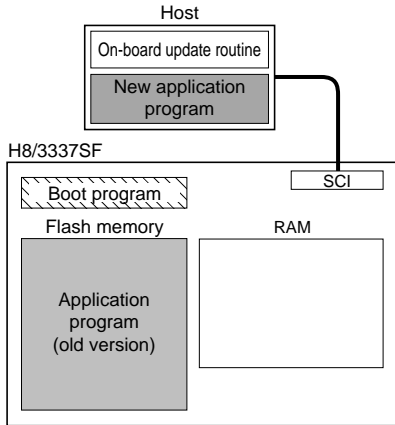 Host
On-board update routine
New application
program
H8/3337SF
SCI
Boot program
Flash memory
RAM
Application
program
(old version)